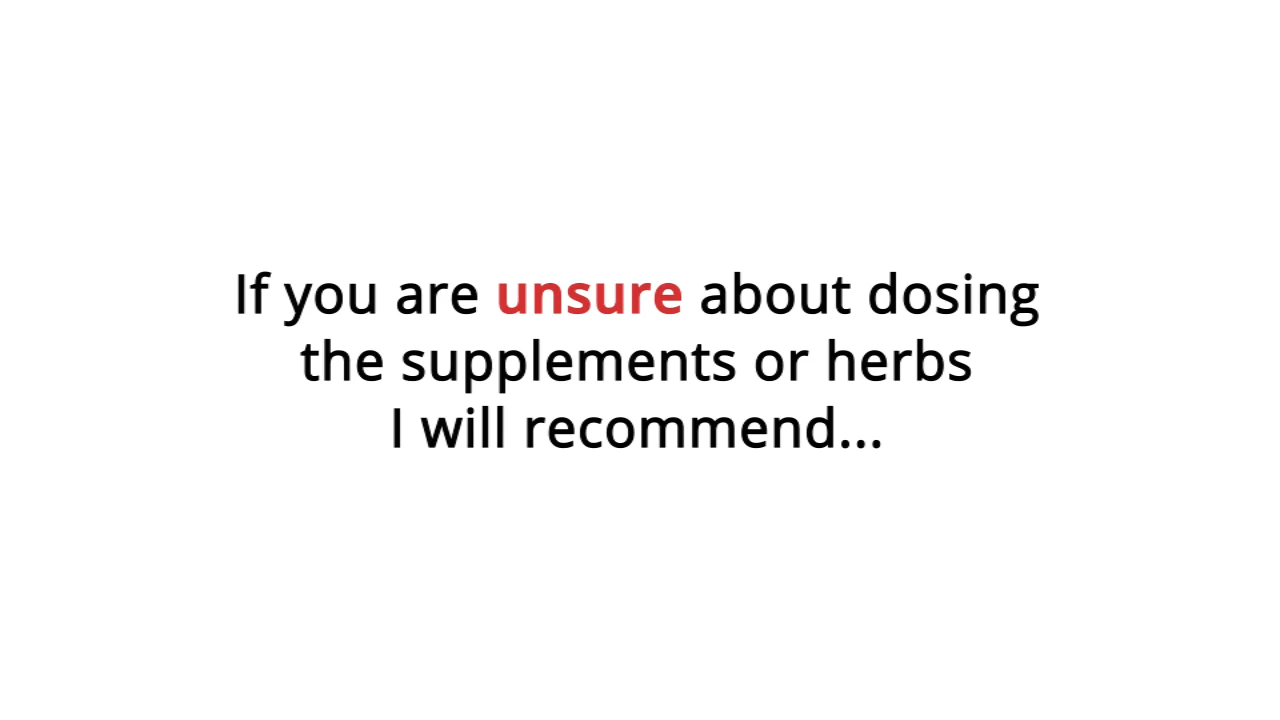 If you are unsure about dosing
the supplements or herbs
I will recommend...